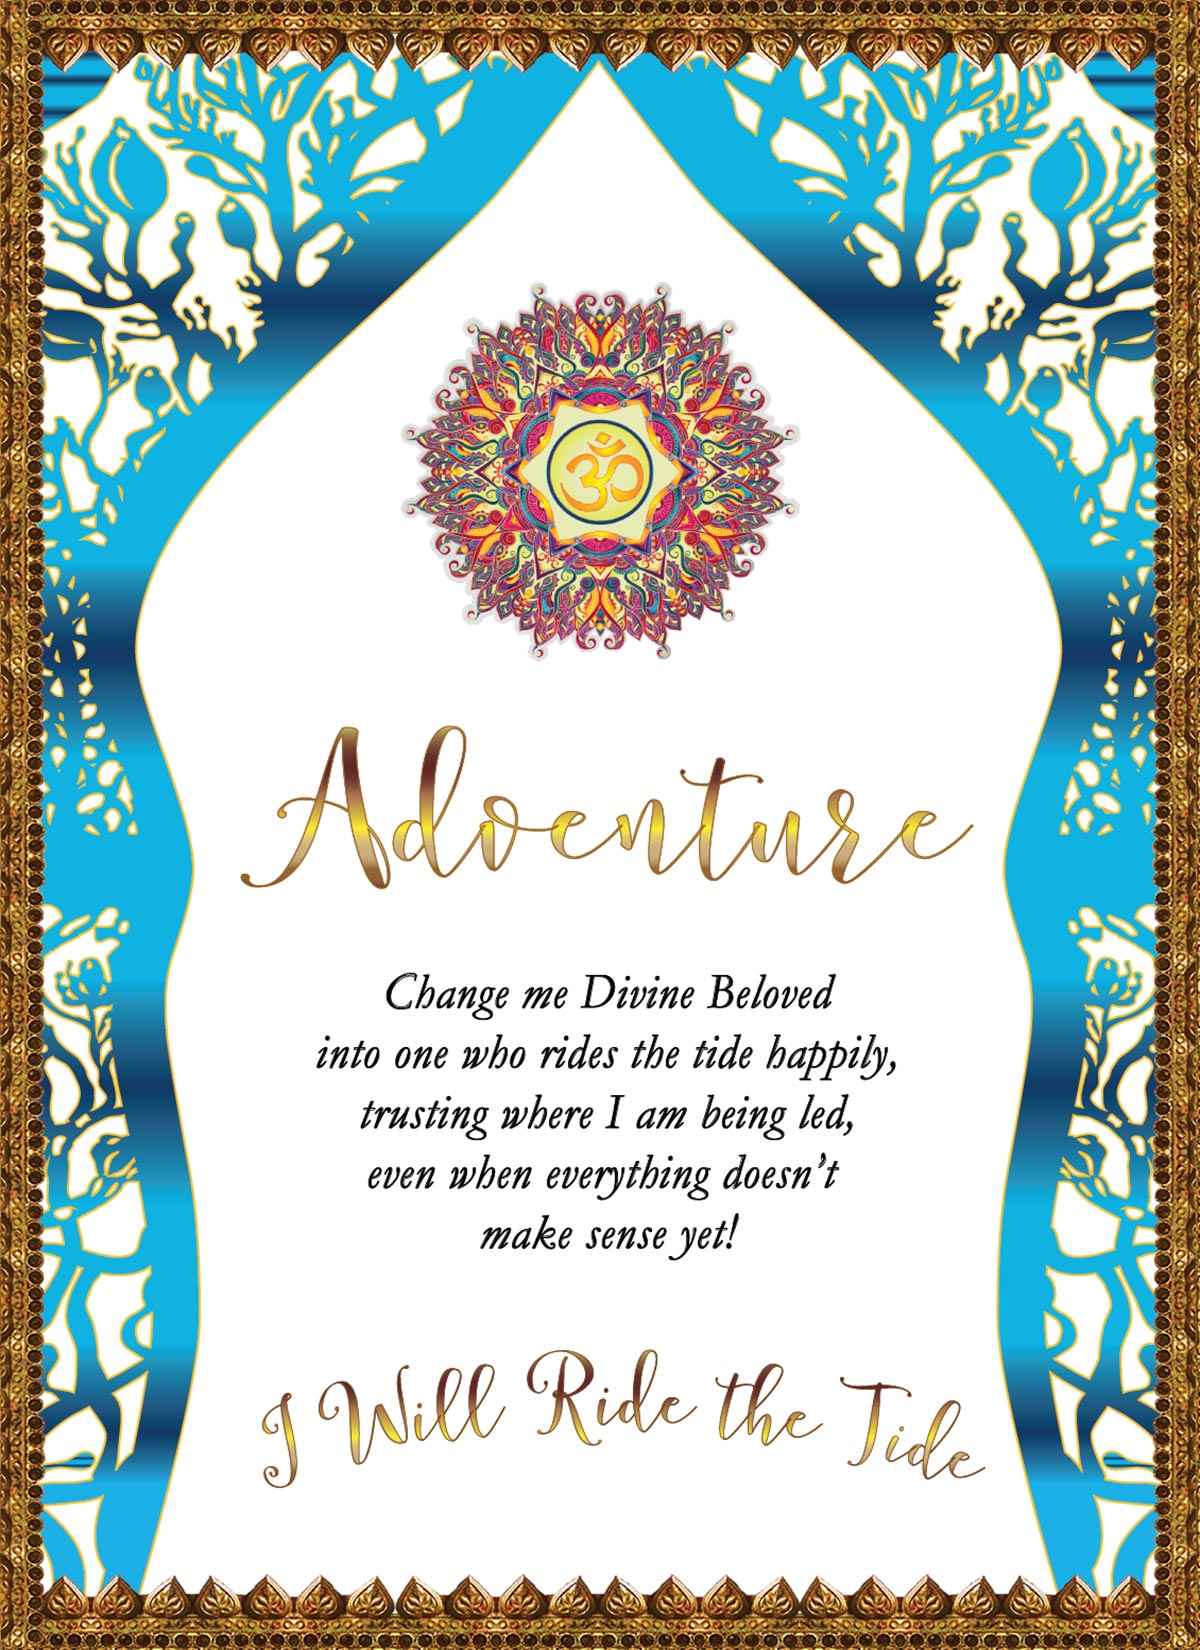 ॐ
Adventure
Change me Divine Beloved
into one who rides the tide happily,
trusting where I am being led,
even when everything doesn’t
make sense yet!
I Will Ride the Tide